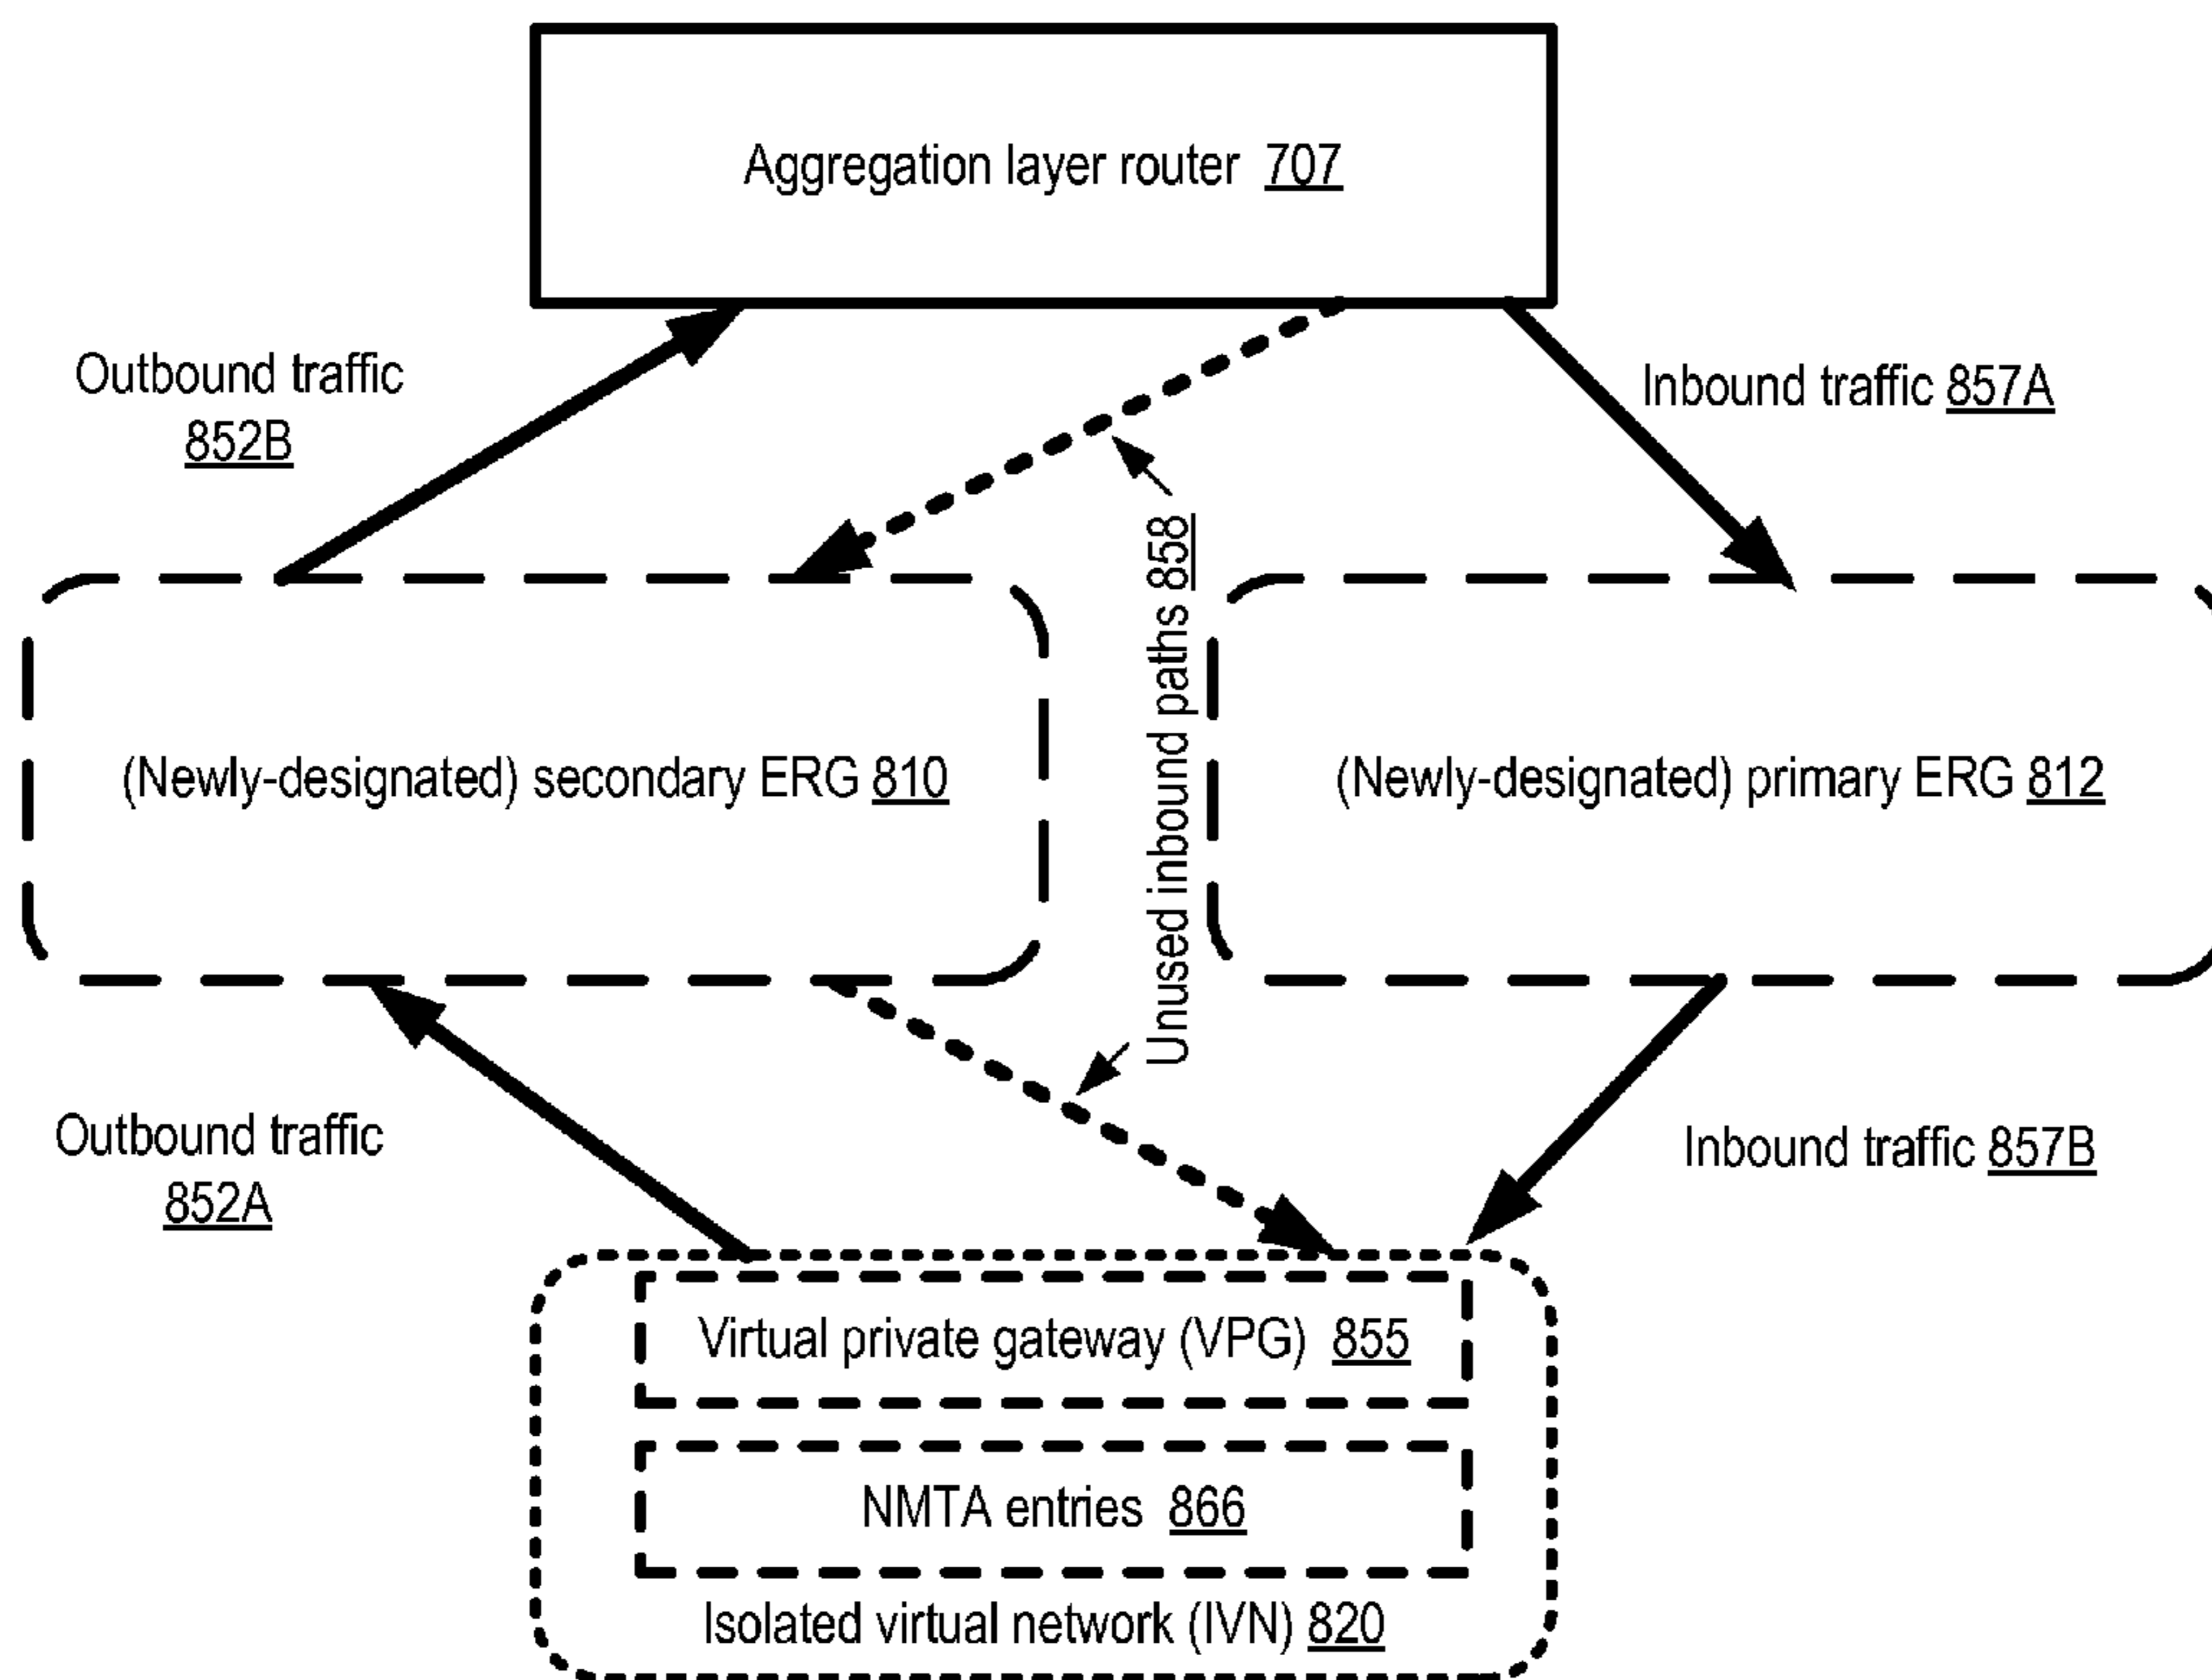 Aggregation layer router 707
Outbound traffic
852B
Inbound traffic 857A
Unused inbound paths 858
(Newly-designated) secondary ERG 810
(Newly-designated) primary ERG 812
Outbound traffic
852A
Inbound traffic 857B
Virtual private gateway (VPG) 855
NMTA entries 866
Isolated virtual network (IVN) 820